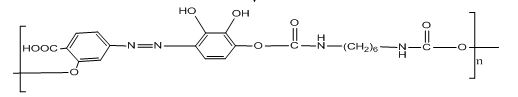 HO OH O O
HOOC N=N O C N (CH₂)₆ N C O
H H
O n